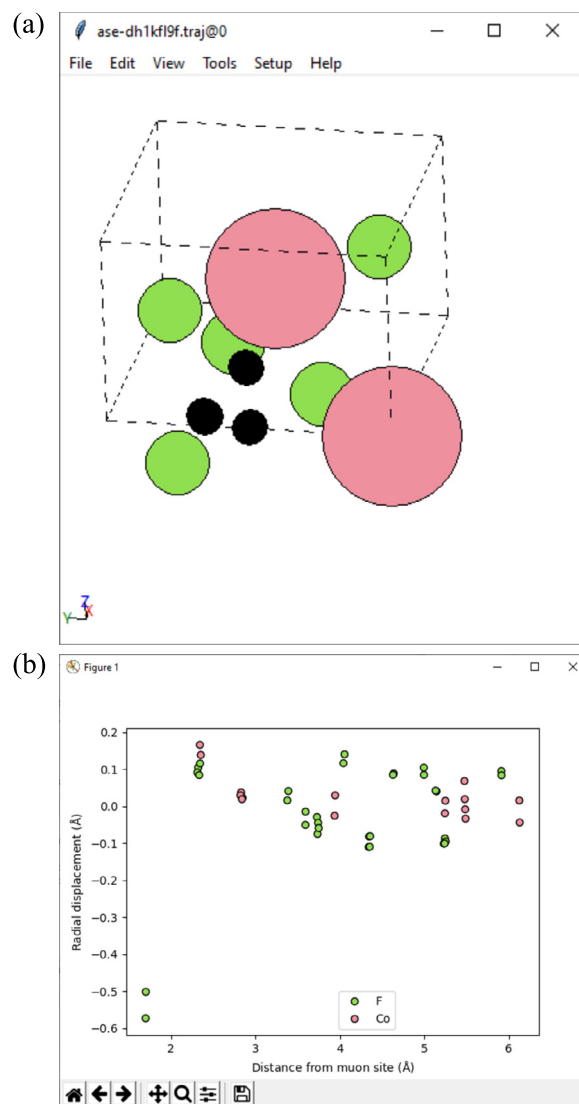 (a)
ase-dh1kfl9f.traj@0
File Edit View Tools Setup Help
Z
Y X
(b)
Figure 1
0.2
0.1
0.0
−0.1
−0.2
−0.3
−0.4
−0.5
−0.6
Radial displacement (Å)
F
Co
2 3 4 5 6
Distance from muon site (Å)